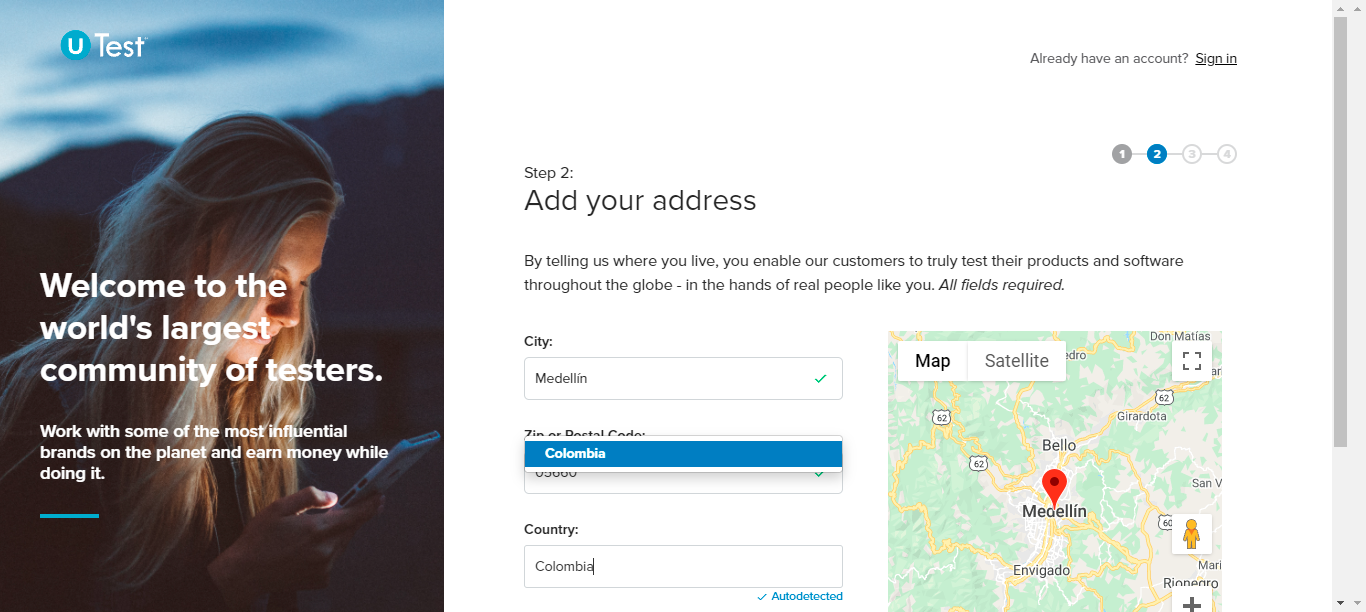 U Test
Already have an account? Sign in
1 2 3 4
Step 2:
Add your address
Welcome to the
world's largest
community of testers.
Work with some of the most influential
brands on the planet and earn money while
doing it.
By telling us where you live, you enable our customers to truly test their products and software
throughout the globe - in the hands of real people like you. All fields required.
City:
Medellín
Zip or Postal Code:
Colombia
05660
Country:
Colombia
Autodetected
Map
Satellite
Don Matías
62
62
Girardota
Bello
62
San V
Medellín
60
Envigado
Mari
Rionegro